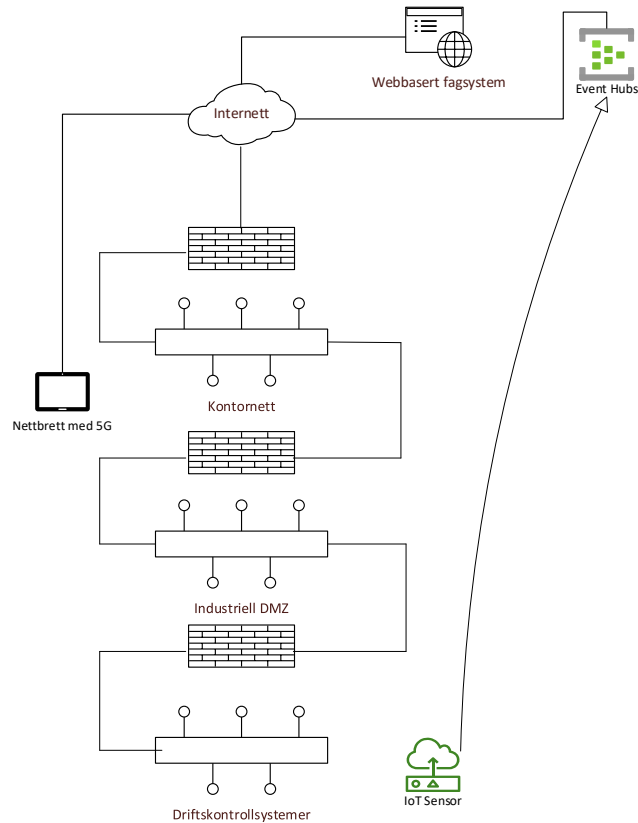 Webbasert fagsystem
Event Hubs
Internett
Nettbrett med 5G
Kontornett
Industriell DMZ
IoT Sensor
Driftskontrollsystemer